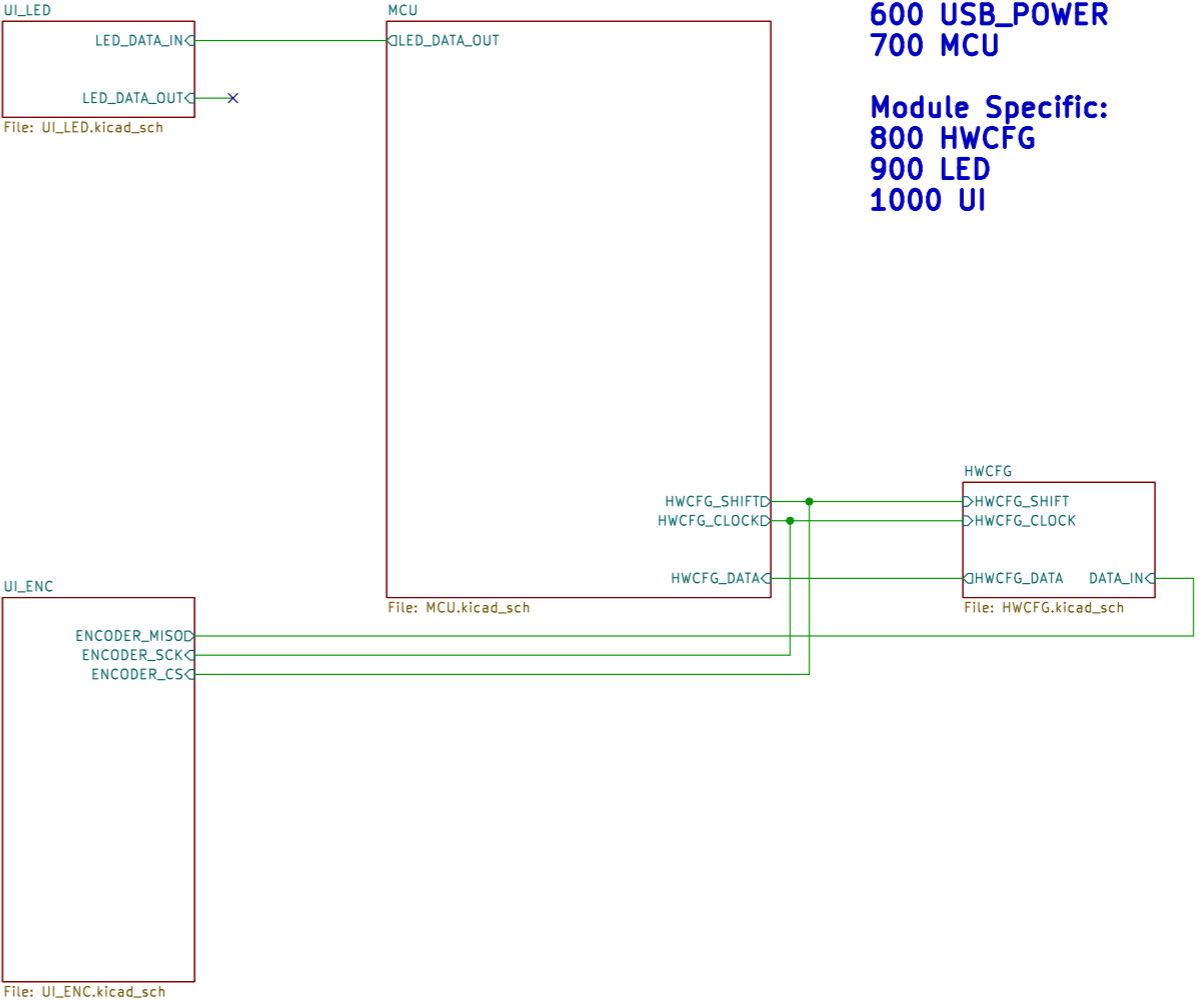 UI_LED
LED_DATA_IN
LED_DATA_OUT
File: UI_LED.kicad_sch
MCU
LED_DATA_OUT
HWCFG_SHIFT
HWCFG_CLOCK
HWCFG_DATA
File: MCU.kicad_sch
600 USB_POWER
700 MCU
Module Specific:
800 HWCFG
900 LED
1000 UI
HWCFG
HWCFG_SHIFT
HWCFG_CLOCK
HWCFG_DATA DATA_IN
File: HWCFG.kicad_sch
UI_ENC
ENCODER_MISO
ENCODER_SCK
ENCODER_CS
File: UI_ENC.kicad_sch